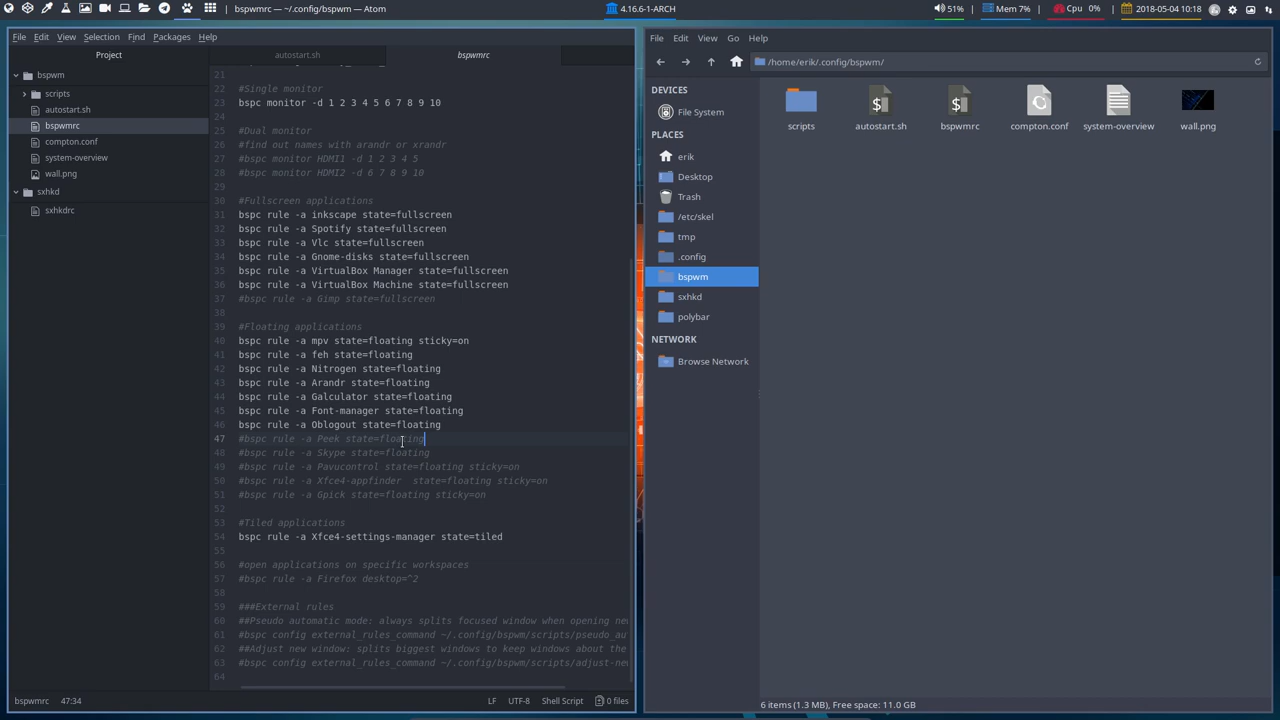 bspwmrc — ~/.config/bspwm — Atom
4.16.6-1-ARCH
51%
Mem 7%
Cpu 0%
2018-05-04 10:18
File Edit View Selection Find Packages Help
Project
bspwm
scripts
autostart.sh
bspwmrc
compton.conf
system-overview
wall.png
sxhkd
sxhkdrc
autostart.sh
bspwmrc
21
22 #Single monitor
23 bspc monitor -d 1 2 3 4 5 6 7 8 9 10
24
25 #Dual monitor
26 #find out names with arandr or xrandr
27 #bspc monitor HDMI1 -d 1 2 3 4 5
28 #bspc monitor HDMI2 -d 6 7 8 9 10
29
30 #Fullscreen applications
31 bspc rule -a inkscape state=fullscreen
32 bspc rule -a Spotify state=fullscreen
33 bspc rule -a Vlc state=fullscreen
34 bspc rule -a Gnome-disks state=fullscreen
35 bspc rule -a VirtualBox Manager state=fullscreen
36 bspc rule -a VirtualBox Machine state=fullscreen
37 #bspc rule -a Gimp state=fullscreen
38
39 #Floating applications
40 bspc rule -a mpv state=floating sticky=on
41 bspc rule -a feh state=floating
42 bspc rule -a Nitrogen state=floating
43 bspc rule -a Arandr state=floating
44 bspc rule -a Galculator state=floating
45 bspc rule -a Font-manager state=floating
46 bspc rule -a Oblogout state=floating
47 #bspc rule -a Peek state=floating
48 #bspc rule -a Skype state=floating
49 #bspc rule -a Pavucontrol state=floating sticky=on
50 #bspc rule -a Xfce4-appfinder  state=floating sticky=on
51 #bspc rule -a Gpick state=floating sticky=on
52
53 #Tiled applications
54 bspc rule -a Xfce4-settings-manager state=tiled
55
56 #open applications on specific workspaces
57 #bspc rule -a Firefox desktop=^2
58
59 ###External rules
60 ##Pseudo automatic mode: always splits focused window when opening ne
61 #bspc config external_rules_command ~/.config/bspwm/scripts/pseudo_au
62 ##Adjust new window: splits biggest windows to keep windows about the
63 #bspc config external_rules_command ~/.config/bspwm/scripts/adjust-ne
64
bspwmrc 47:34
LF UTF-8 Shell Script 0 files
File Edit View Go Help
/home/erik/.config/bspwm/
DEVICES
File System
PLACES
erik
Desktop
Trash
/etc/skel
tmp
.config
bspwm
sxhkd
polybar
NETWORK
Browse Network
scripts
autostart.sh
bspwmrc
compton.conf
system-overview
wall.png
6 items (1.3 MB), Free space: 11.0 GB